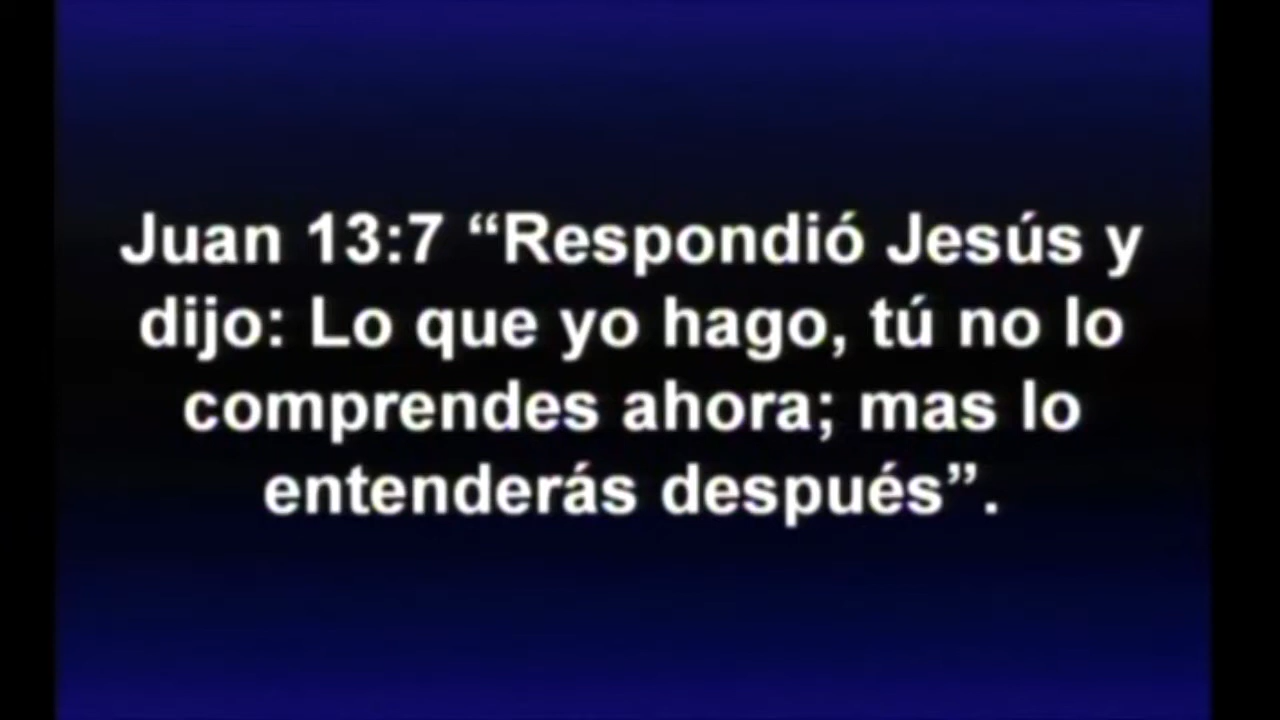 Juan 13:7 “Respondió Jesús y
dijo: Lo que yo hago, tú no lo
comprendes ahora; mas lo
entenderás después”.